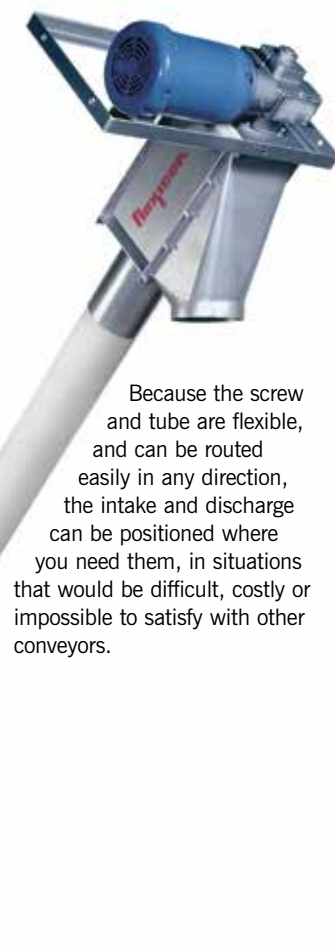 flexicon
Because the screw
and tube are flexible,
and can be routed
easily in any direction,
the intake and discharge
can be positioned where
you need them, in situations
that would be difficult, costly or
impossible to satisfy with other
conveyors.